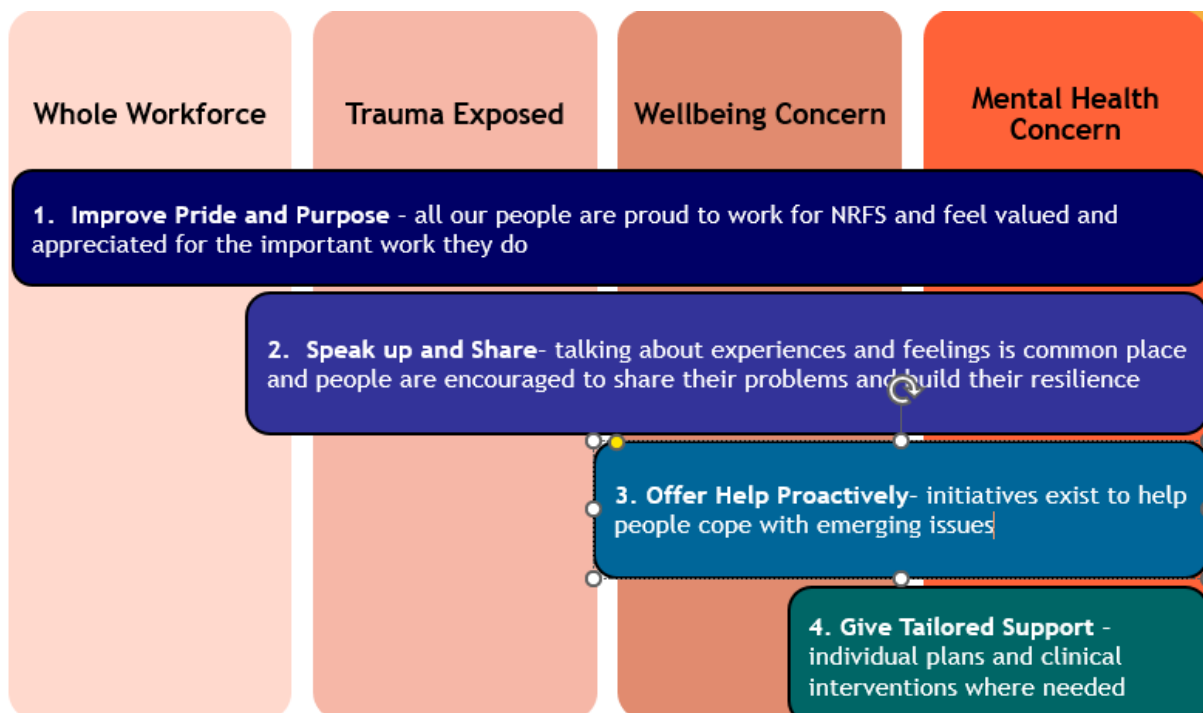 Whole Workforce
Trauma Exposed
Wellbeing Concern
Mental Health
Concern
1. Improve Pride and Purpose – all our people are proud to work for NRFS and feel valued and
appreciated for the important work they do
2. Speak up and Share– talking about experiences and feelings is common place
and people are encouraged to share their problems and build their resilience
3. Offer Help Proactively– initiatives exist to help
people cope with emerging issues
4. Give Tailored Support –
individual plans and clinical
interventions where needed